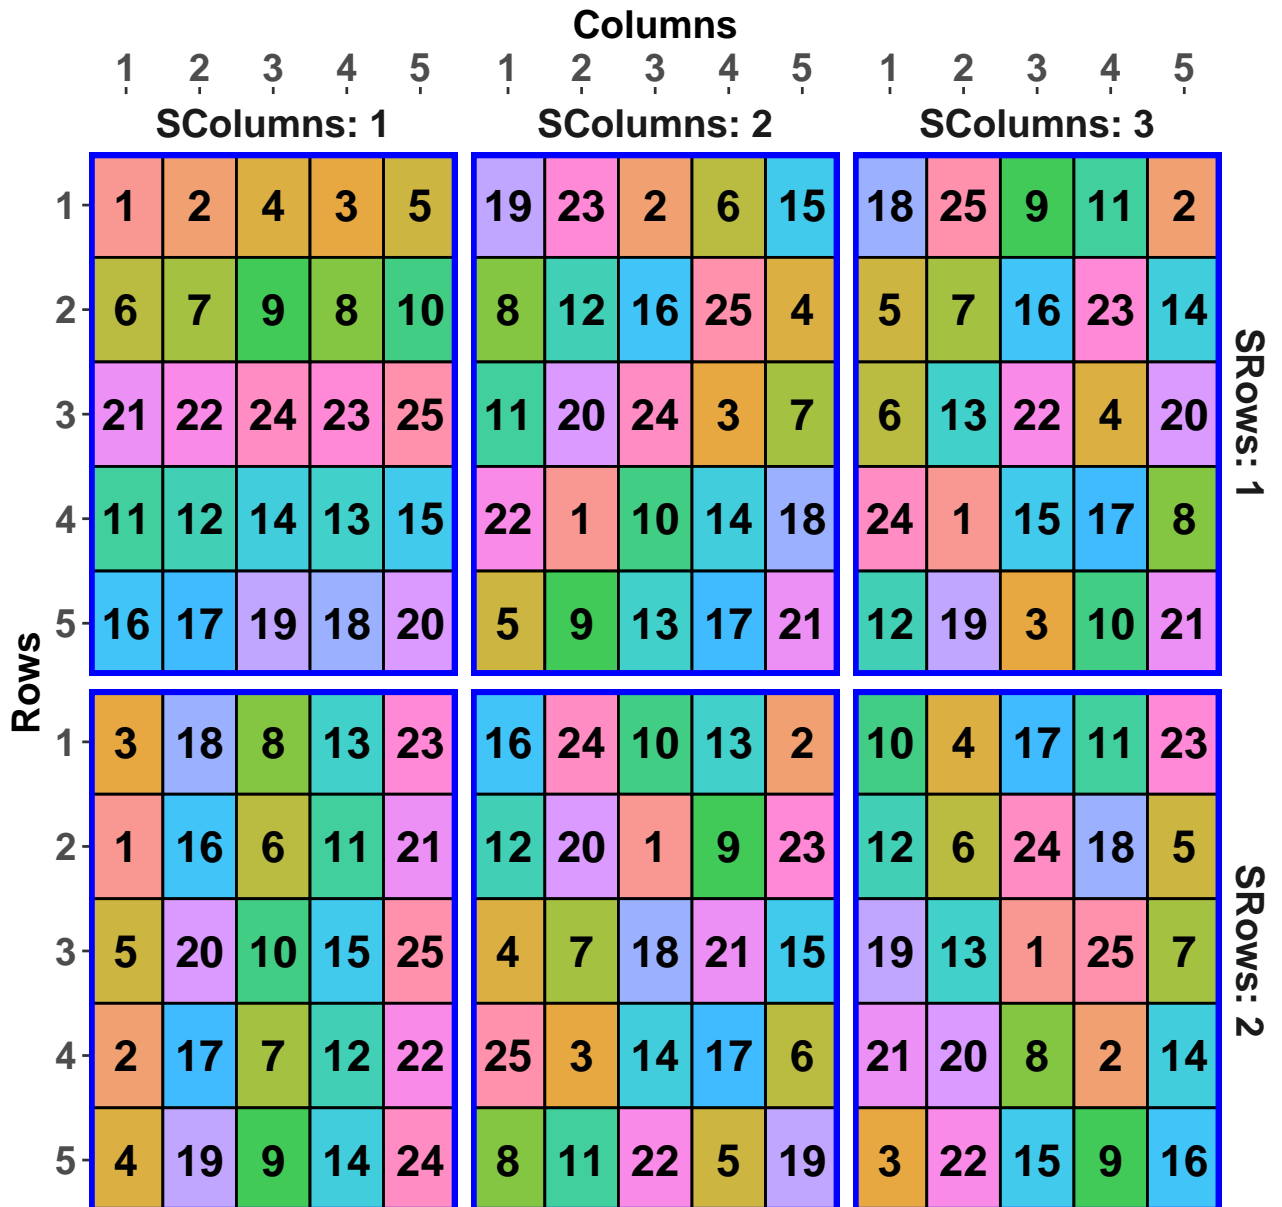 Columns
1 2 3 4 5 1 2 3 4 5 1 2 3 4 5
SColumns: 1 SColumns: 2 SColumns: 3
1 1 2 4 3 5 19 23 2 6 15 18 25 9 11 2
2 6 7 9 8 10 8 12 16 25 4 5 7 16 23 14
3 21 22 24 23 25 11 20 24 3 7 6 13 22 4 20
4 11 12 14 13 15 22 1 10 14 18 24 1 15 17 8
5 16 17 19 18 20 5 9 13 17 21 12 19 3 10 21
SRows: 1
Rows
1 3 18 8 13 23 16 24 10 13 2 10 4 17 11 23
2 1 16 6 11 21 12 20 1 9 23 12 6 24 18 5
3 5 20 10 15 25 4 7 18 21 15 19 13 1 25 7
4 2 17 7 12 22 25 3 14 17 6 21 20 8 2 14
5 4 19 9 14 24 8 11 22 5 19 3 22 15 9 16
SRows: 2